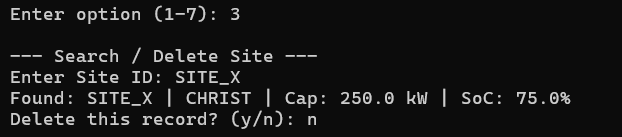 Enter option (1-7): 3
--- Search / Delete Site ---
Enter Site ID: SITE_X
Found: SITE_X | CHRIST | Cap: 250.0 kW | SoC: 75.0%
Delete this record? (y/n): n